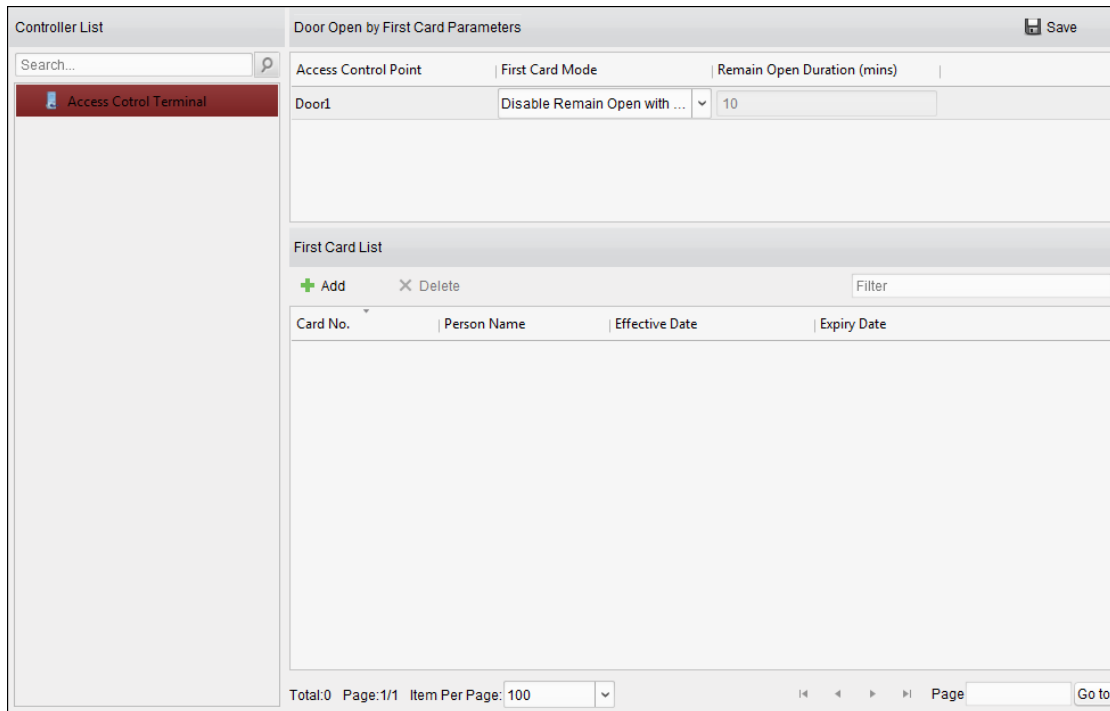 Controller List
Door Open by First Card Parameters
Save
Search...
Access Control Point
First Card Mode
Remain Open Duration (mins)
Access Cotrol Terminal
Door1
Disable Remain Open with ...
10
First Card List
Add
Delete
Filter
Card No.
Person Name
Effective Date
Expiry Date
Total:0 Page:1/1 Item Per Page: 100
Page
Go to